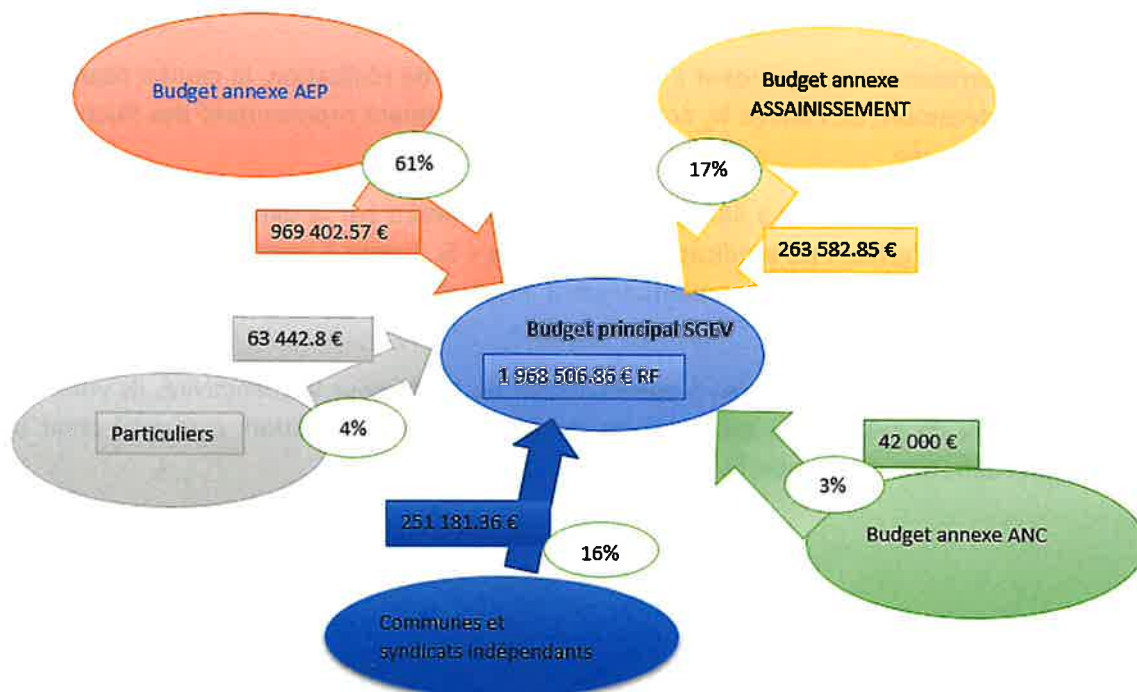 Budget annexe AEP
Budget annexe
ASSAINISSEMENT
61%
17%
969 402.57 €
263 582.85 €
63 442.8 €
Budget principal SGEV
1 968 506.86 € RF
Particuliers
4%
42 000 €
3%
251 181.36 €
16%
Budget annexe ANC
Communes et
syndicats indépendants